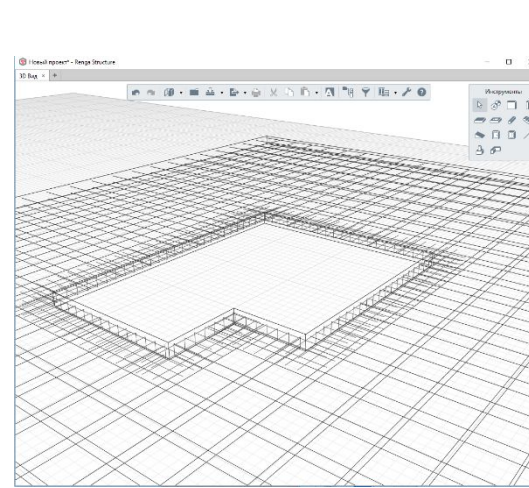 Новый проект* - Renga Structure
3D Вид × +
Инструменты